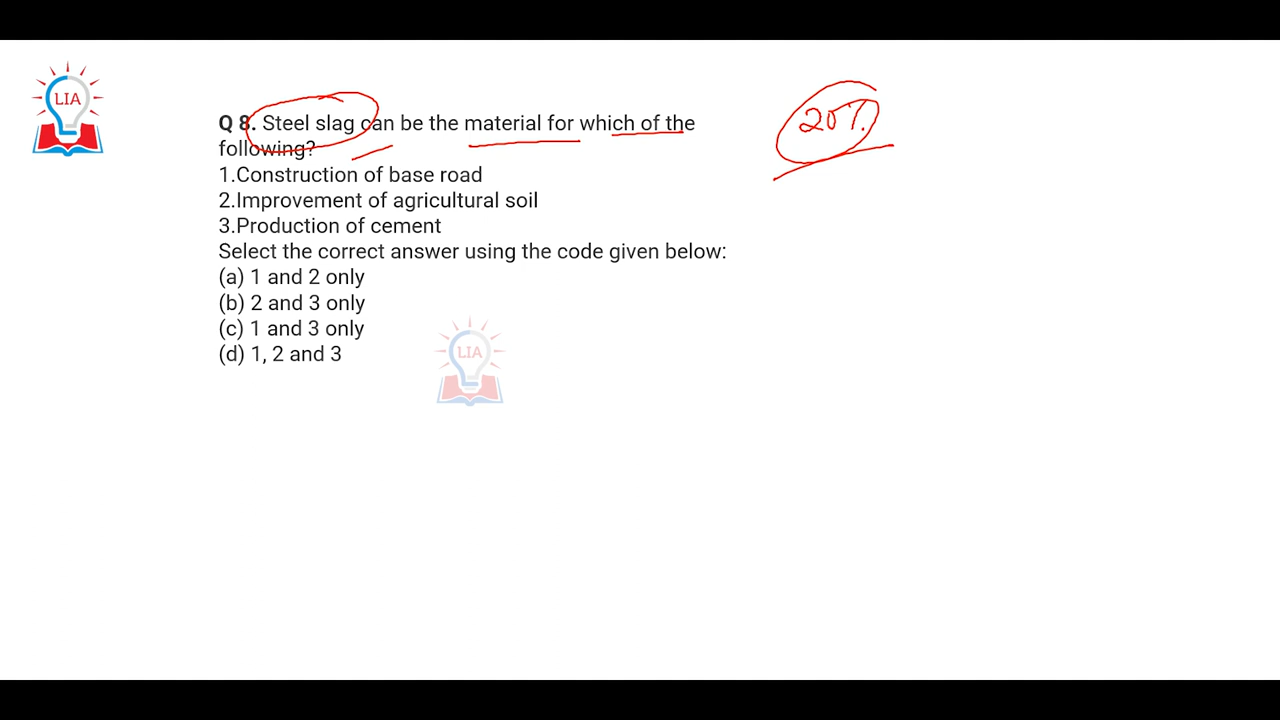 LIA
20%
Q 8. Steel slag can be the material for which of the
following?
1.Construction of base road
2.Improvement of agricultural soil
3.Production of cement
Select the correct answer using the code given below:
(a) 1 and 2 only
(b) 2 and 3 only
(c) 1 and 3 only
(d) 1, 2 and 3
LIA